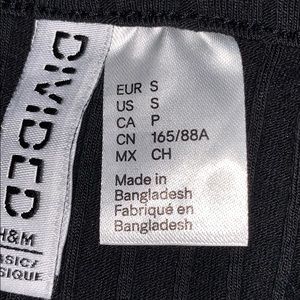 DIVIDED
H&M
EUR S
US S
CA P
CN 165/88A
MX CH
Made in
Bangladesh
Fabriqué en
Bangladesh